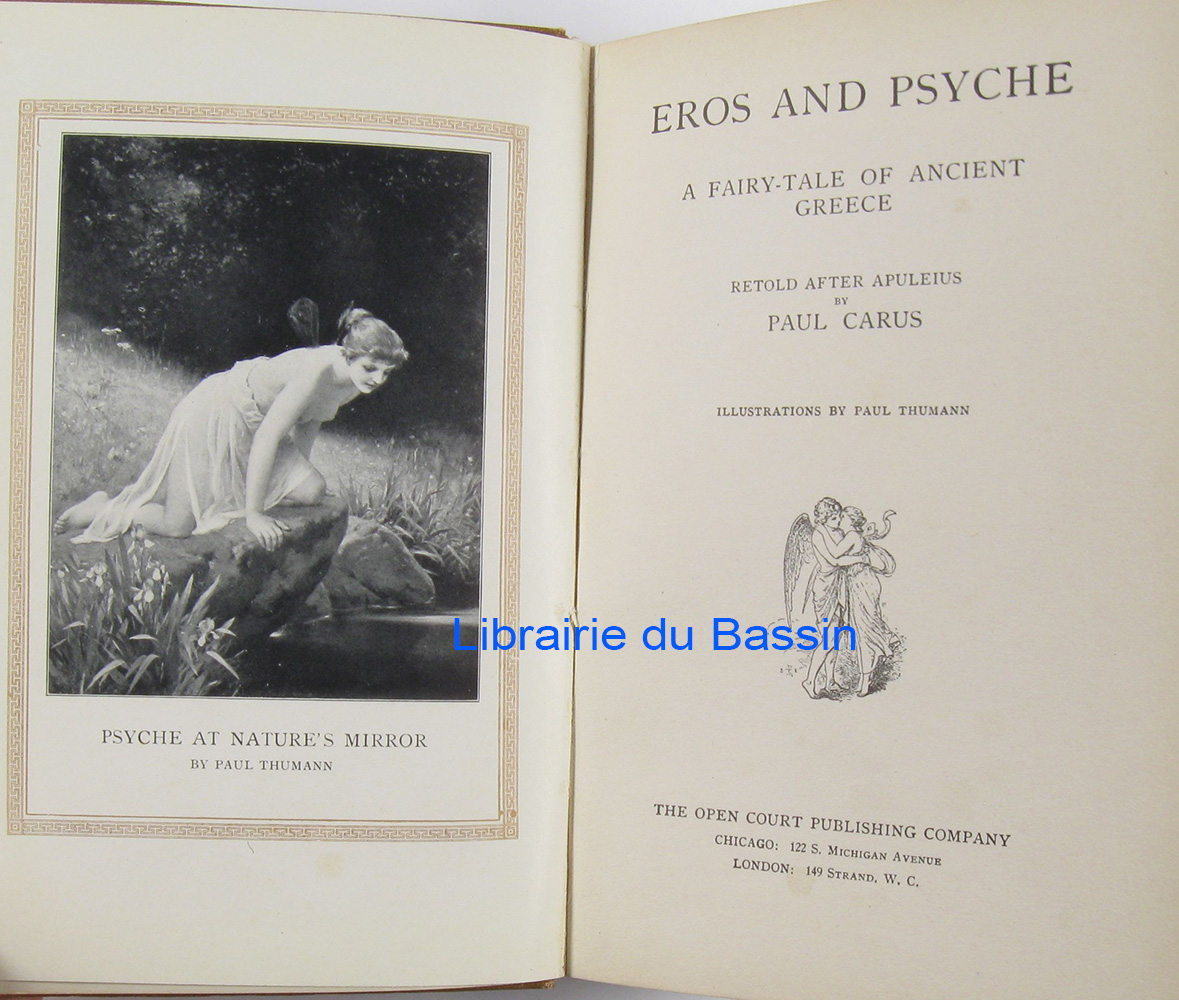 PSYCHE AT NATURE'S MIRROR
BY PAUL THUMANN
EROS AND PSYCHE
A FAIRY-TALE OF ANCIENT
GREECE
RETOLD AFTER APULEIUS
BY
PAUL CARUS
ILLUSTRATIONS BY PAUL THUMANN
Librairie du Bassin
THE OPEN COURT PUBLISHING COMPANY
CHICAGO: 122 S. MICHIGAN AVENUE
LONDON: 149 STRAND, W. C.